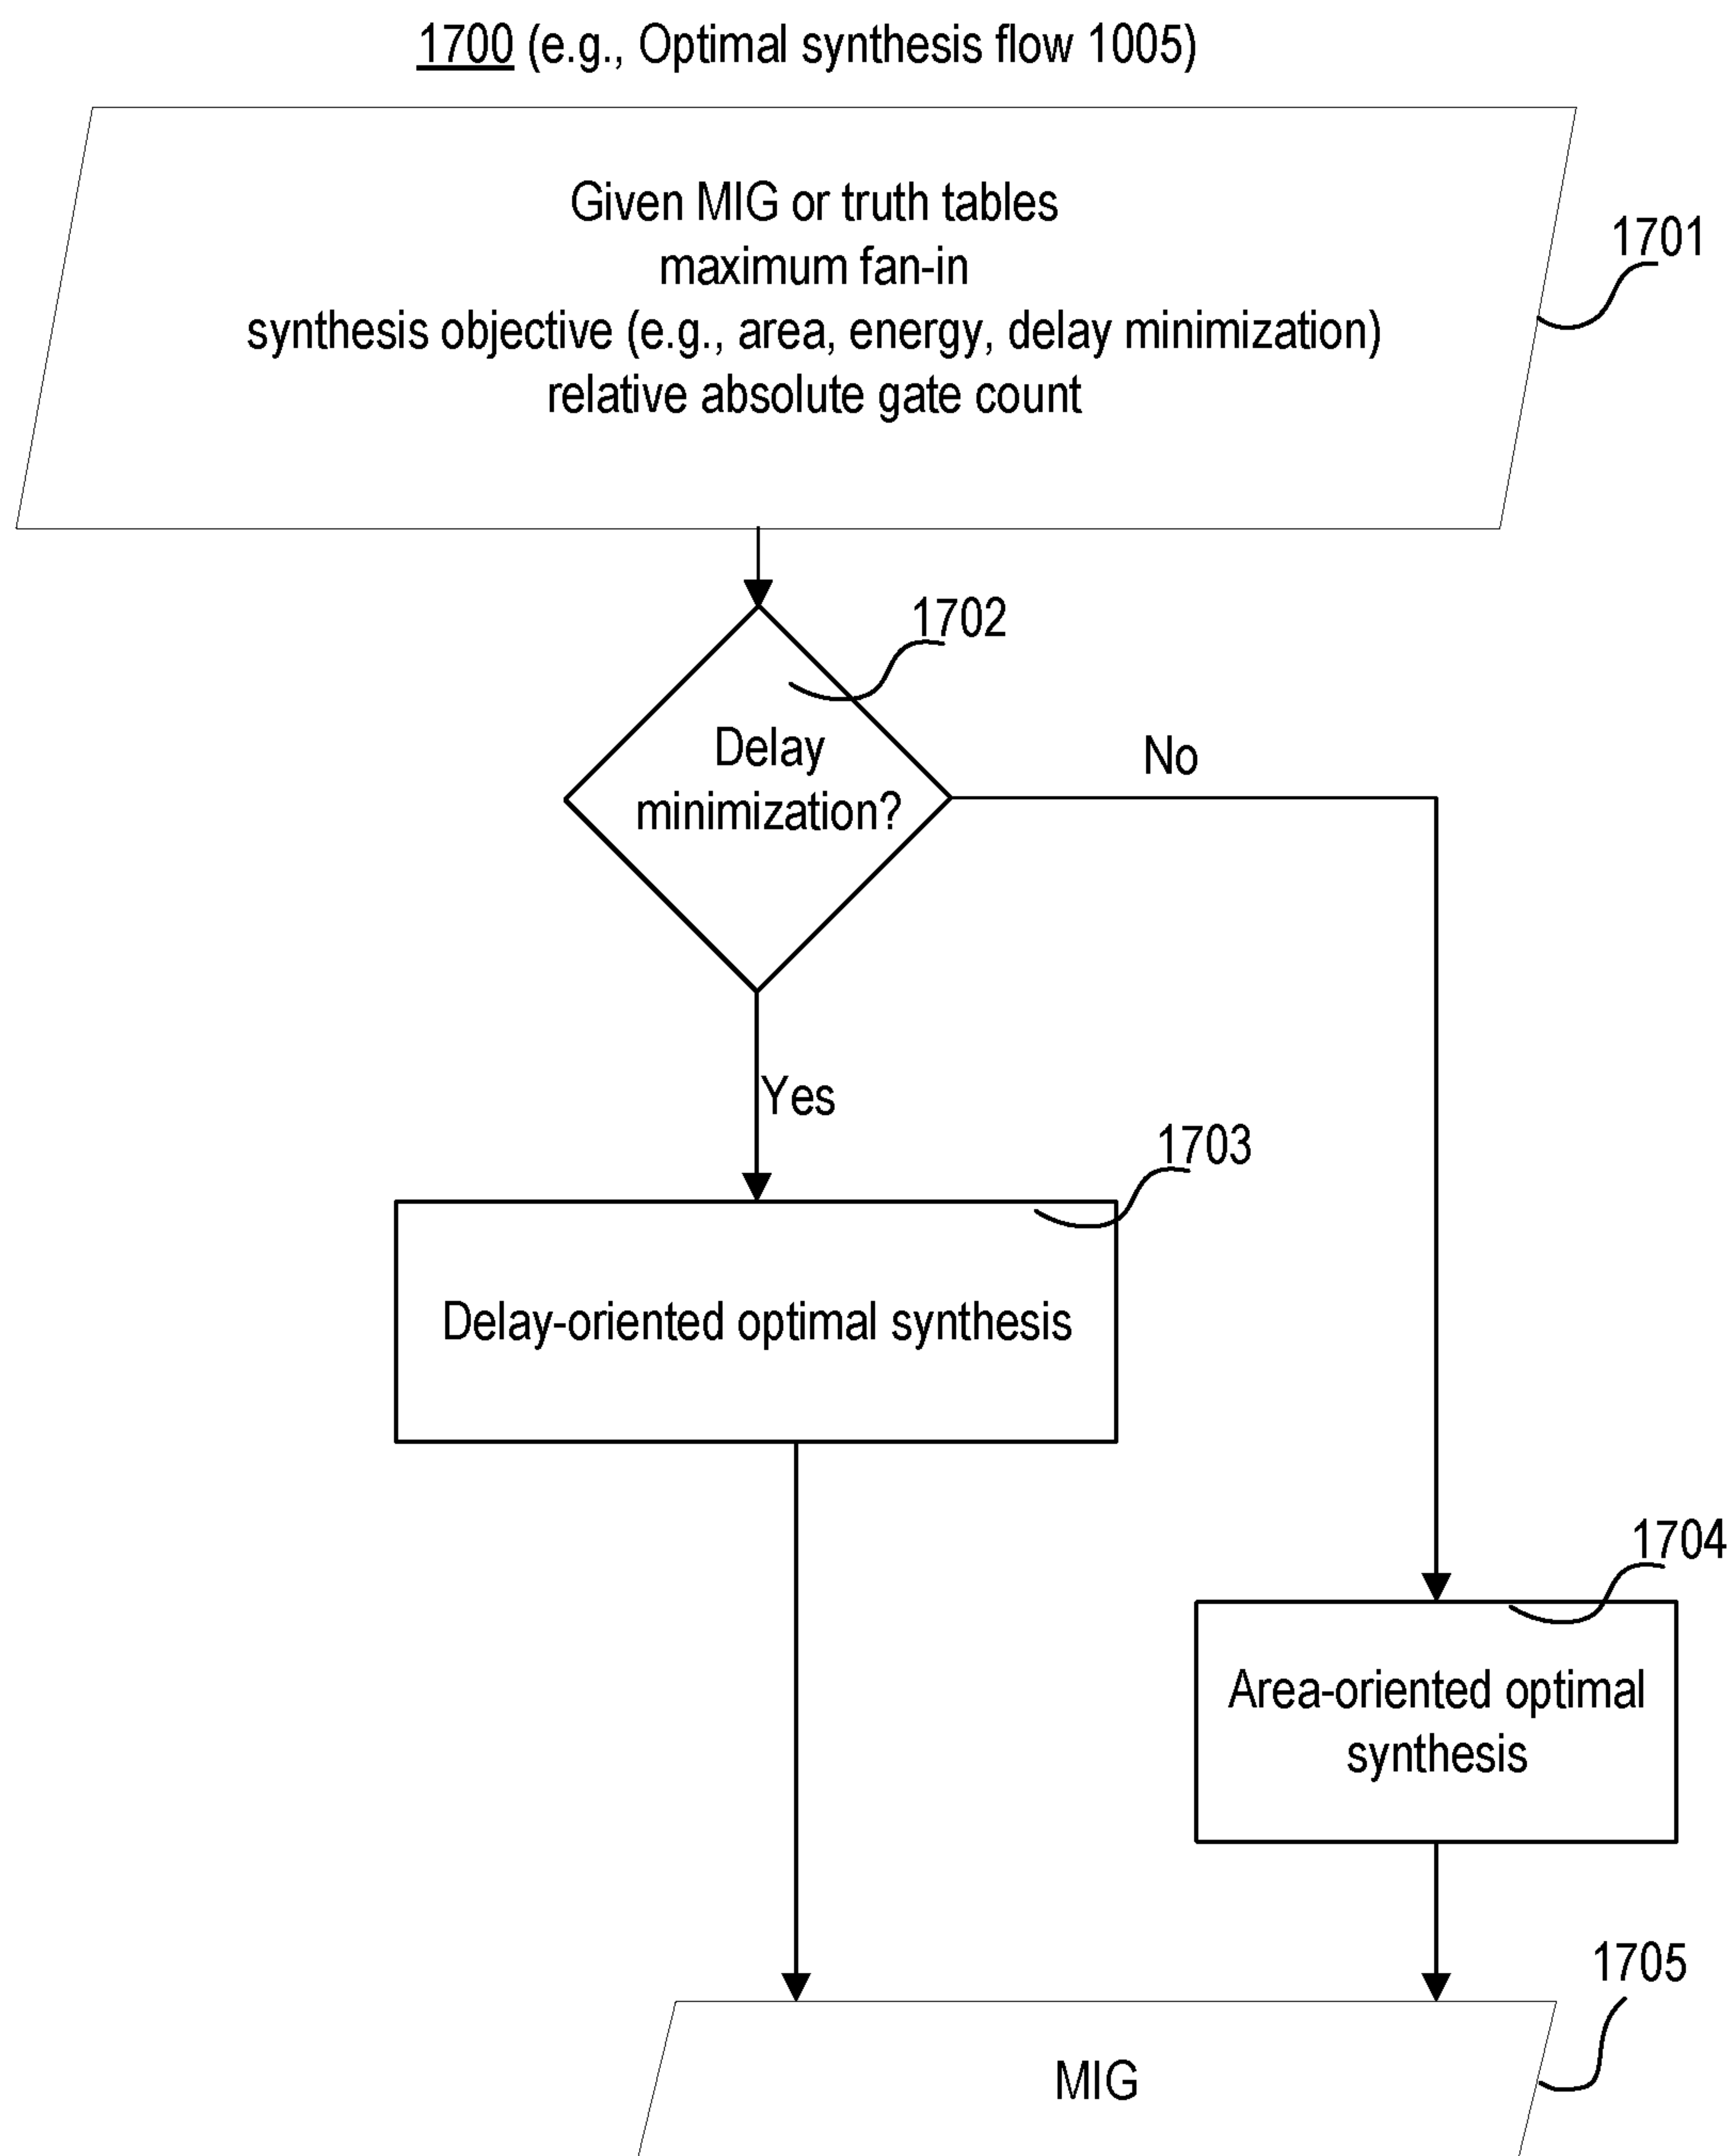 1700 (e.g., Optimal synthesis flow 1005)
Given MIG or truth tables
maximum fan-in
synthesis objective (e.g., area, energy, delay minimization)
relative absolute gate count
1701
1702
Delay
minimization?
No
Yes
1703
Delay-oriented optimal synthesis
1704
Area-oriented optimal
synthesis
1705
MIG